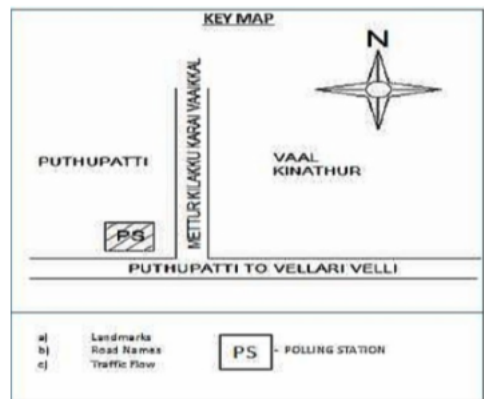 KEY MAP
N
METTUR KILAKKU KARAI VAAIKKAL
PUTHUPATTI
VAAL
KINATHUR
PS
PUTHUPATTI TO VELLARI VELLI
a) Landmarks
b) Road Names
c) Traffic Flow
PS - POLLING STATION